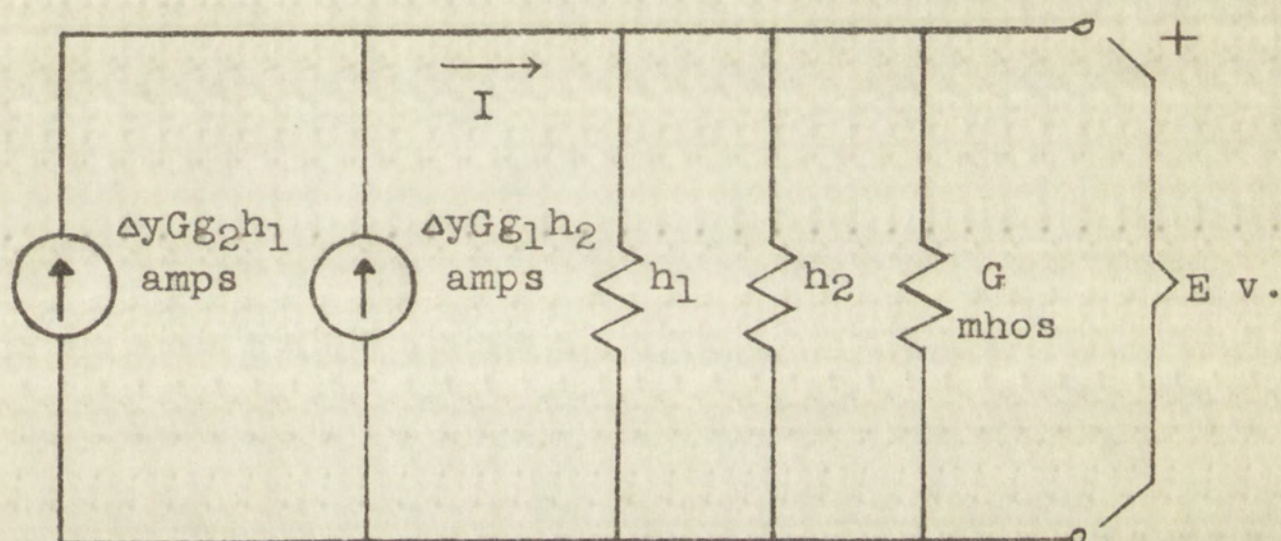 +
I
ΔyGg₂h₁
amps
ΔyGg₁h₂
amps
h₁
h₂
G
mhos
E v.